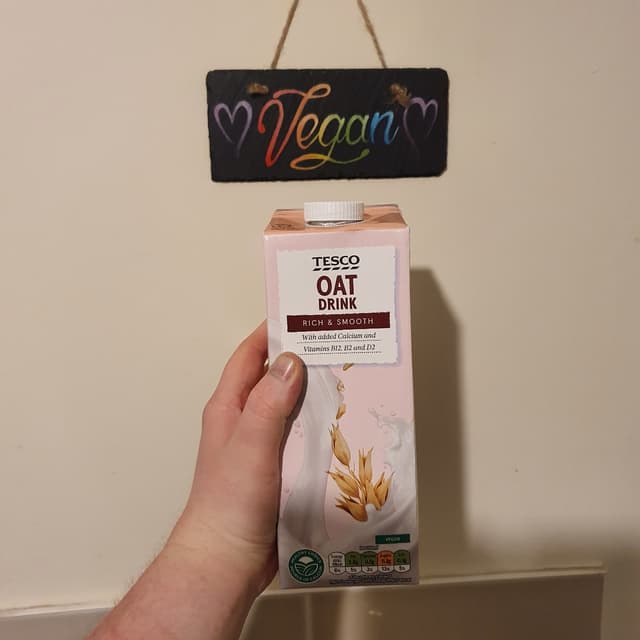 Vegan
TESCO
OAT
DRINK
RICH & SMOOTH
With added Calcium and
Vitamins B12, B2 and D2
VEGAN